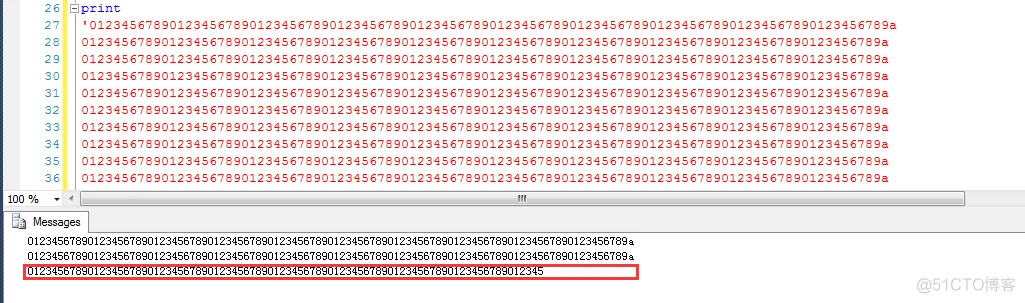 26 print
27 '0123456789012345678901234567890123456789012345678901234567890123456789012345678901234567890123456789a
28 0123456789012345678901234567890123456789012345678901234567890123456789012345678901234567890123456789a
29 0123456789012345678901234567890123456789012345678901234567890123456789012345678901234567890123456789a
30 0123456789012345678901234567890123456789012345678901234567890123456789012345678901234567890123456789a
31 0123456789012345678901234567890123456789012345678901234567890123456789012345678901234567890123456789a
32 0123456789012345678901234567890123456789012345678901234567890123456789012345678901234567890123456789a
33 0123456789012345678901234567890123456789012345678901234567890123456789012345678901234567890123456789a
34 0123456789012345678901234567890123456789012345678901234567890123456789012345678901234567890123456789a
35 0123456789012345678901234567890123456789012345678901234567890123456789012345678901234567890123456789a
36 0123456789012345678901234567890123456789012345678901234567890123456789012345678901234567890123456789a
100 %
Messages
0123456789012345678901234567890123456789012345678901234567890123456789012345678901234567890123456789a
0123456789012345678901234567890123456789012345678901234567890123456789012345678901234567890123456789a
01234567890123456789012345678901234567890123456789012345678901234567890123456789012345
@51CTO博客